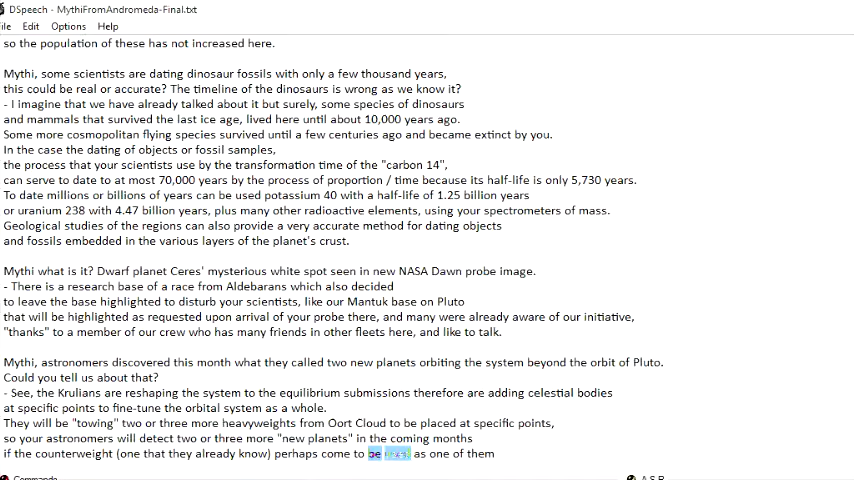 DSpeech - MythiFromAndromeda-Final.txt
ile Edit Options Help
so the population of these has not increased here.
Mythi, some scientists are dating dinosaur fossils with only a few thousand years,
this could be real or accurate? The timeline of the dinosaurs is wrong as we know it?
- I imagine that we have already talked about it but surely, some species of dinosaurs
and mammals that survived the last ice age, lived here until about 10,000 years ago.
Some more cosmopolitan flying species survived until a few centuries ago and became extinct by you.
In the case the dating of objects or fossil samples,
the process that your scientists use by the transformation time of the "carbon 14",
can serve to date to at most 70,000 years by the process of proportion / time because its half-life is only 5,730 years.
To date millions or billions of years can be used potassium 40 with a half-life of 1.25 billion years
or uranium 238 with 4.47 billion years, plus many other radioactive elements, using your spectrometers of mass.
Geological studies of the regions can also provide a very accurate method for dating objects
and fossils embedded in the various layers of the planet's crust.
Mythi what is it? Dwarf planet Ceres' mysterious white spot seen in new NASA Dawn probe image.
- There is a research base of a race from Aldebarans which also decided
to leave the base highlighted to disturb your scientists, like our Mantuk base on Pluto
that will be highlighted as requested upon arrival of your probe there, and many were already aware of our initiative,
"thanks" to a member of our crew who has many friends in other fleets here, and like to talk.
Mythi, astronomers discovered this month what they called two new planets orbiting the system beyond the orbit of Pluto.
Could you tell us about that?
- See, the Krulians are reshaping the system to the equilibrium submissions therefore are adding celestial bodies
at specific points to fine-tune the orbital system as a whole.
They will be "towing" two or three more heavyweights from Oort Cloud to be placed at specific points,
so your astronomers will detect two or three more "new planets" in the coming months
if the counterweight (one that they already know) perhaps come to be as one of them